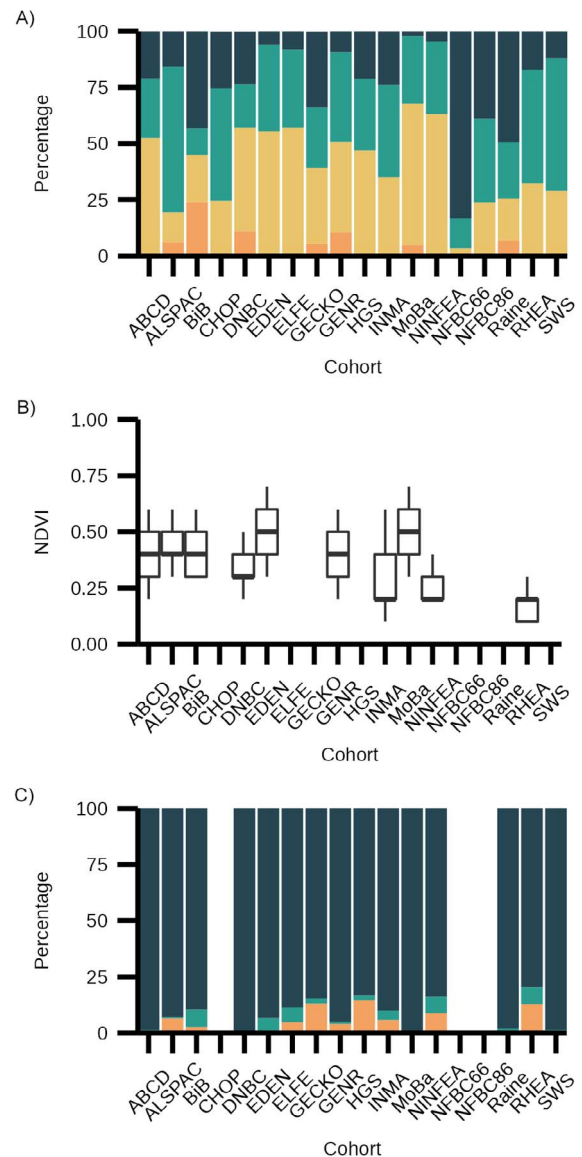 A)
100
75
50
25
0
Percentage
ABCD
ALSPAC
BiB
CHOP
DNBC
EDEN
ELFE
GECKO
GENR
HGS
INMA
MoBa
NINFEA
NFBC66
NFBC86
Raine
RHEA
SWS
Cohort
B)
1.00
0.75
0.50
0.25
0.00
NDVI
ABCD
ALSPAC
BiB
CHOP
DNBC
EDEN
ELFE
GECKO
GENR
HGS
INMA
MoBa
NINFEA
NFBC66
NFBC86
Raine
RHEA
SWS
Cohort
C)
100
75
50
25
0
Percentage
ABCD
ALSPAC
BiB
CHOP
DNBC
EDEN
ELFE
GECKO
GENR
HGS
INMA
MoBa
NINFEA
NFBC66
NFBC86
Raine
RHEA
SWS
Cohort